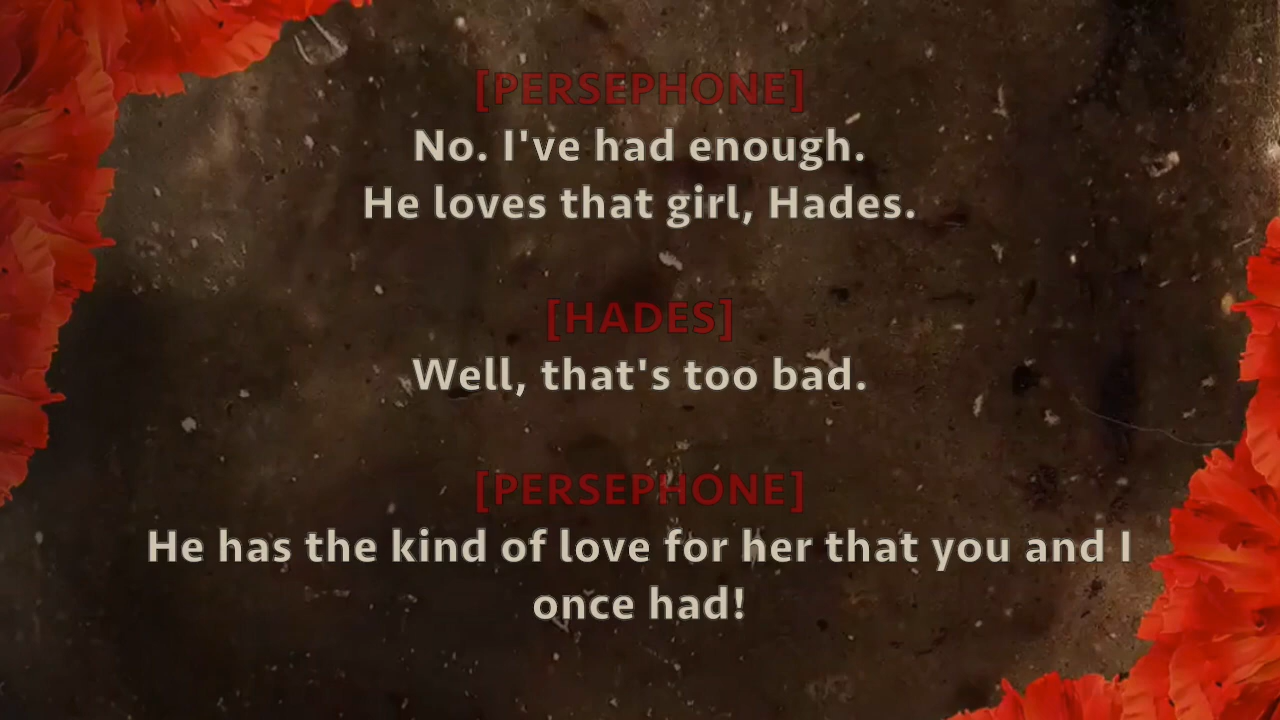 [PERSEPHONE]
No. I've had enough.
He loves that girl, Hades.
[HADES]
Well, that's too bad.
[PERSEPHONE]
He has the kind of love for her that you and I
once had!